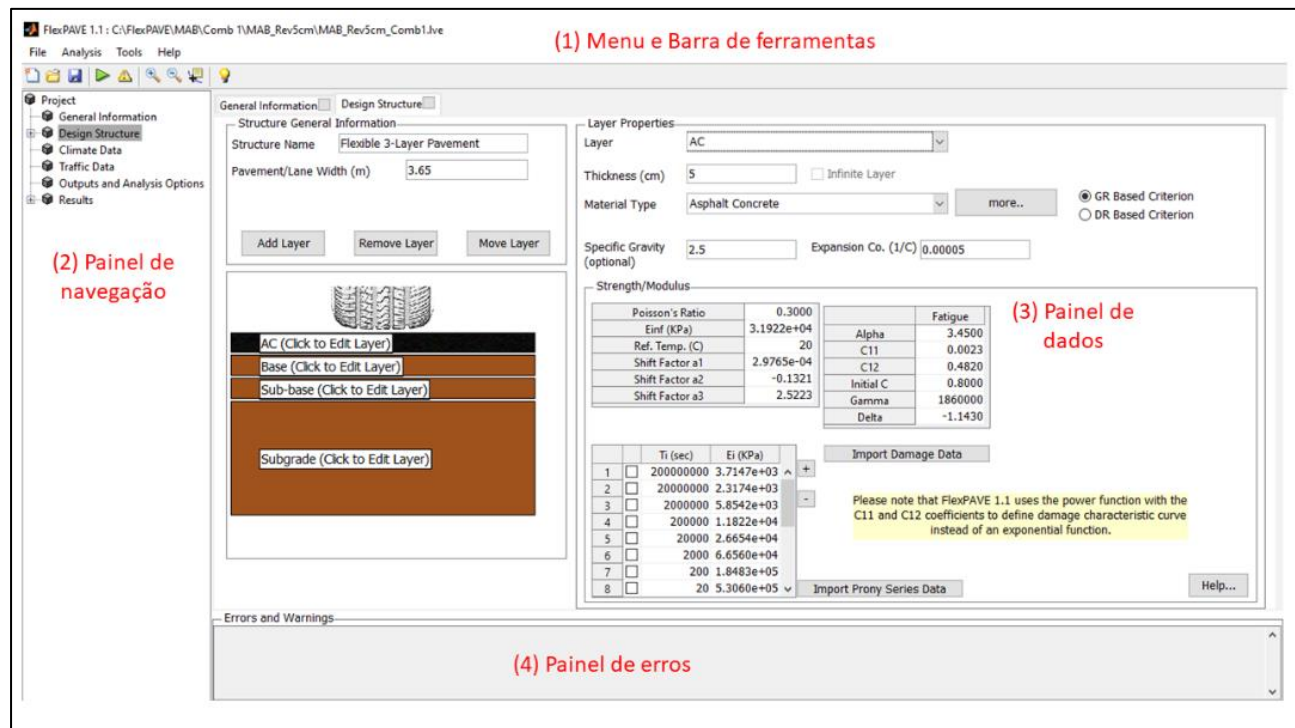 FlexPAVE 1.1 : C:\FlexPAVE\MAB\Comb 1\MAB_Rev5cm\MAB_Rev5cm_Comb1.lve
File Analysis Tools Help
(1) Menu e Barra de ferramentas
Project
General Information
Design Structure
Climate Data
Traffic Data
Outputs and Analysis Options
Results
(2) Painel de
navegação
General Information Design Structure
Structure General Information
Structure Name Flexible 3-Layer Pavement
Pavement/Lane Width (m) 3.65
Add Layer Remove Layer Move Layer
AC (Click to Edit Layer)
Base (Click to Edit Layer)
Sub-base (Click to Edit Layer)
Subgrade (Click to Edit Layer)
Layer Properties
Layer AC
Thickness (cm) 5 Infinite Layer
Material Type Asphalt Concrete more..
GR Based Criterion
DR Based Criterion
Specific Gravity
(optional)
2.5 Expansion Co. (1/C) 0.00005
Strength/Modulus
Poisson's Ratio 0.3000
Einf (KPa) 3.1922e+04
Ref. Temp. (C) 20
Shift Factor a1 2.9765e-04
Shift Factor a2 -0.1321
Shift Factor a3 2.5223
Fatigue
Alpha 3.4500
C11 0.0023
C12 0.4820
Initial C 0.8000
Gamma 1860000
Delta -1.1430
(3) Painel de
dados
Ti (sec) Ei (KPa)
1 200000000 3.7147e+03
2 20000000 2.3174e+03
3 2000000 5.8542e+03
4 200000 1.1822e+04
5 20000 2.6654e+04
6 2000 6.6560e+04
7 200 1.8483e+05
8 20 5.3060e+05
+
-
Import Damage Data
Please note that FlexPAVE 1.1 uses the power function with the
C11 and C12 coefficients to define damage characteristic curve
instead of an exponential function.
Import Prony Series Data
Help...
Errors and Warnings
(4) Painel de erros